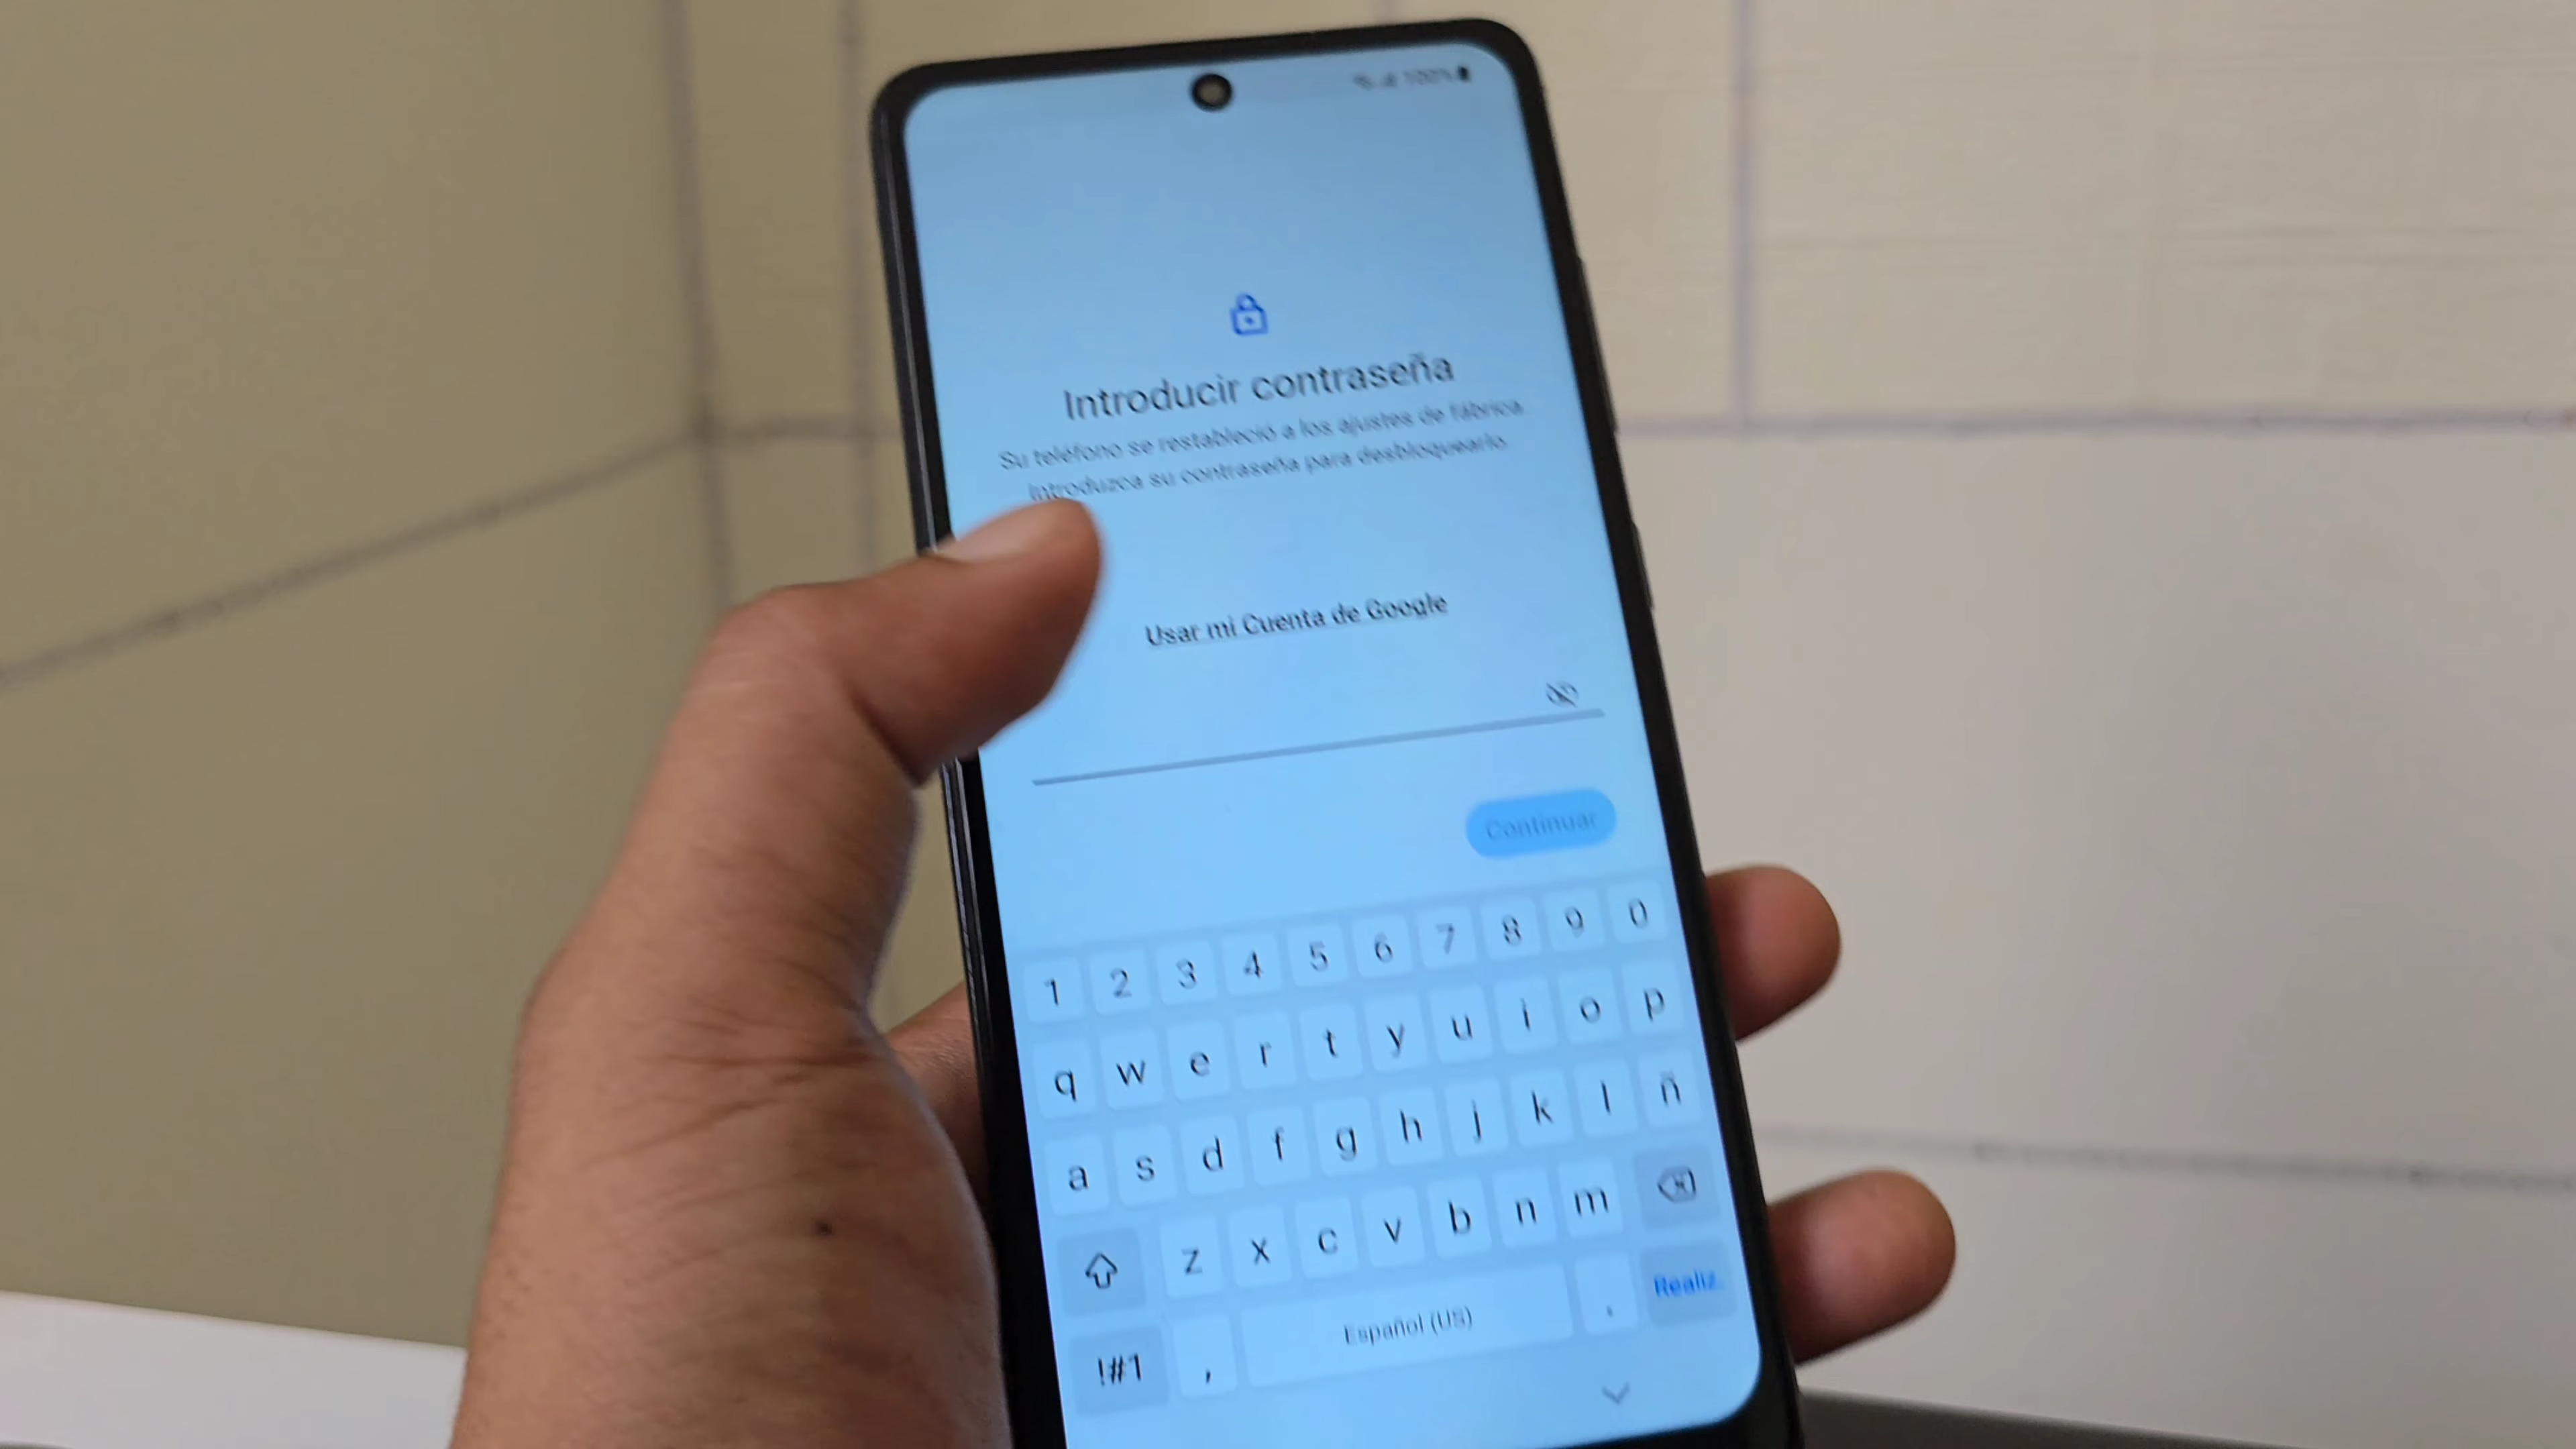 100%
Introducir contraseña
Su teléfono se restableció a los ajustes de fábrica.
Introduzca su contraseña para desbloquearlo.
Usar mi Cuenta de Google
Continuar
1 2 3 4 5 6 7 8 9 0
q w e r t y u i o p
a s d f g h j k l ñ
z x c v b n m
!#1 , Español (US) . Realiz.